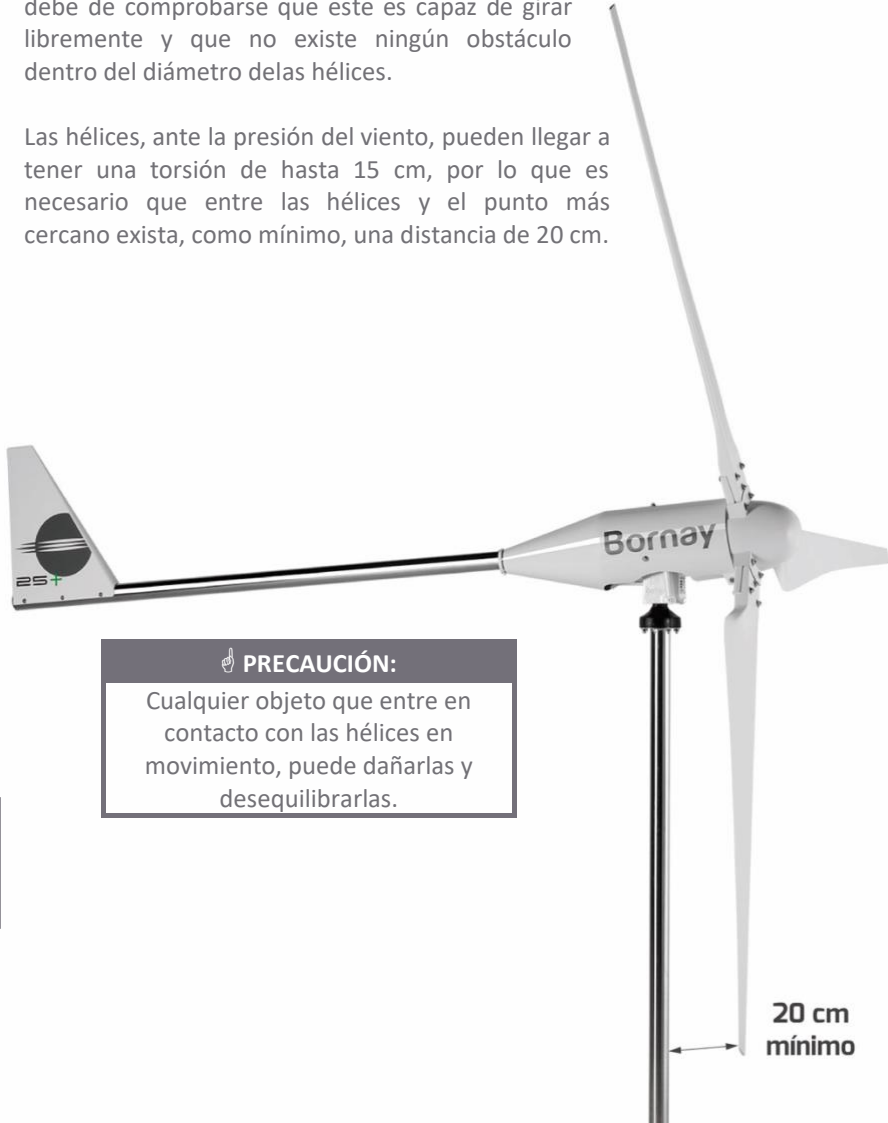 debe de comprobarse que este es capaz de girar
libremente y que no existe ningún obstáculo
dentro del diámetro delas hélices.
Las hélices, ante la presión del viento, pueden llegar a
tener una torsión de hasta 15 cm, por lo que es
necesario que entre las hélices y el punto más
cercano exista, como mínimo, una distancia de 20 cm.
Bornay
25+
☝ PRECAUCIÓN:
Cualquier objeto que entre en
contacto con las hélices en
movimiento, puede dañarlas y
desequilibrarlas.
20 cm
mínimo